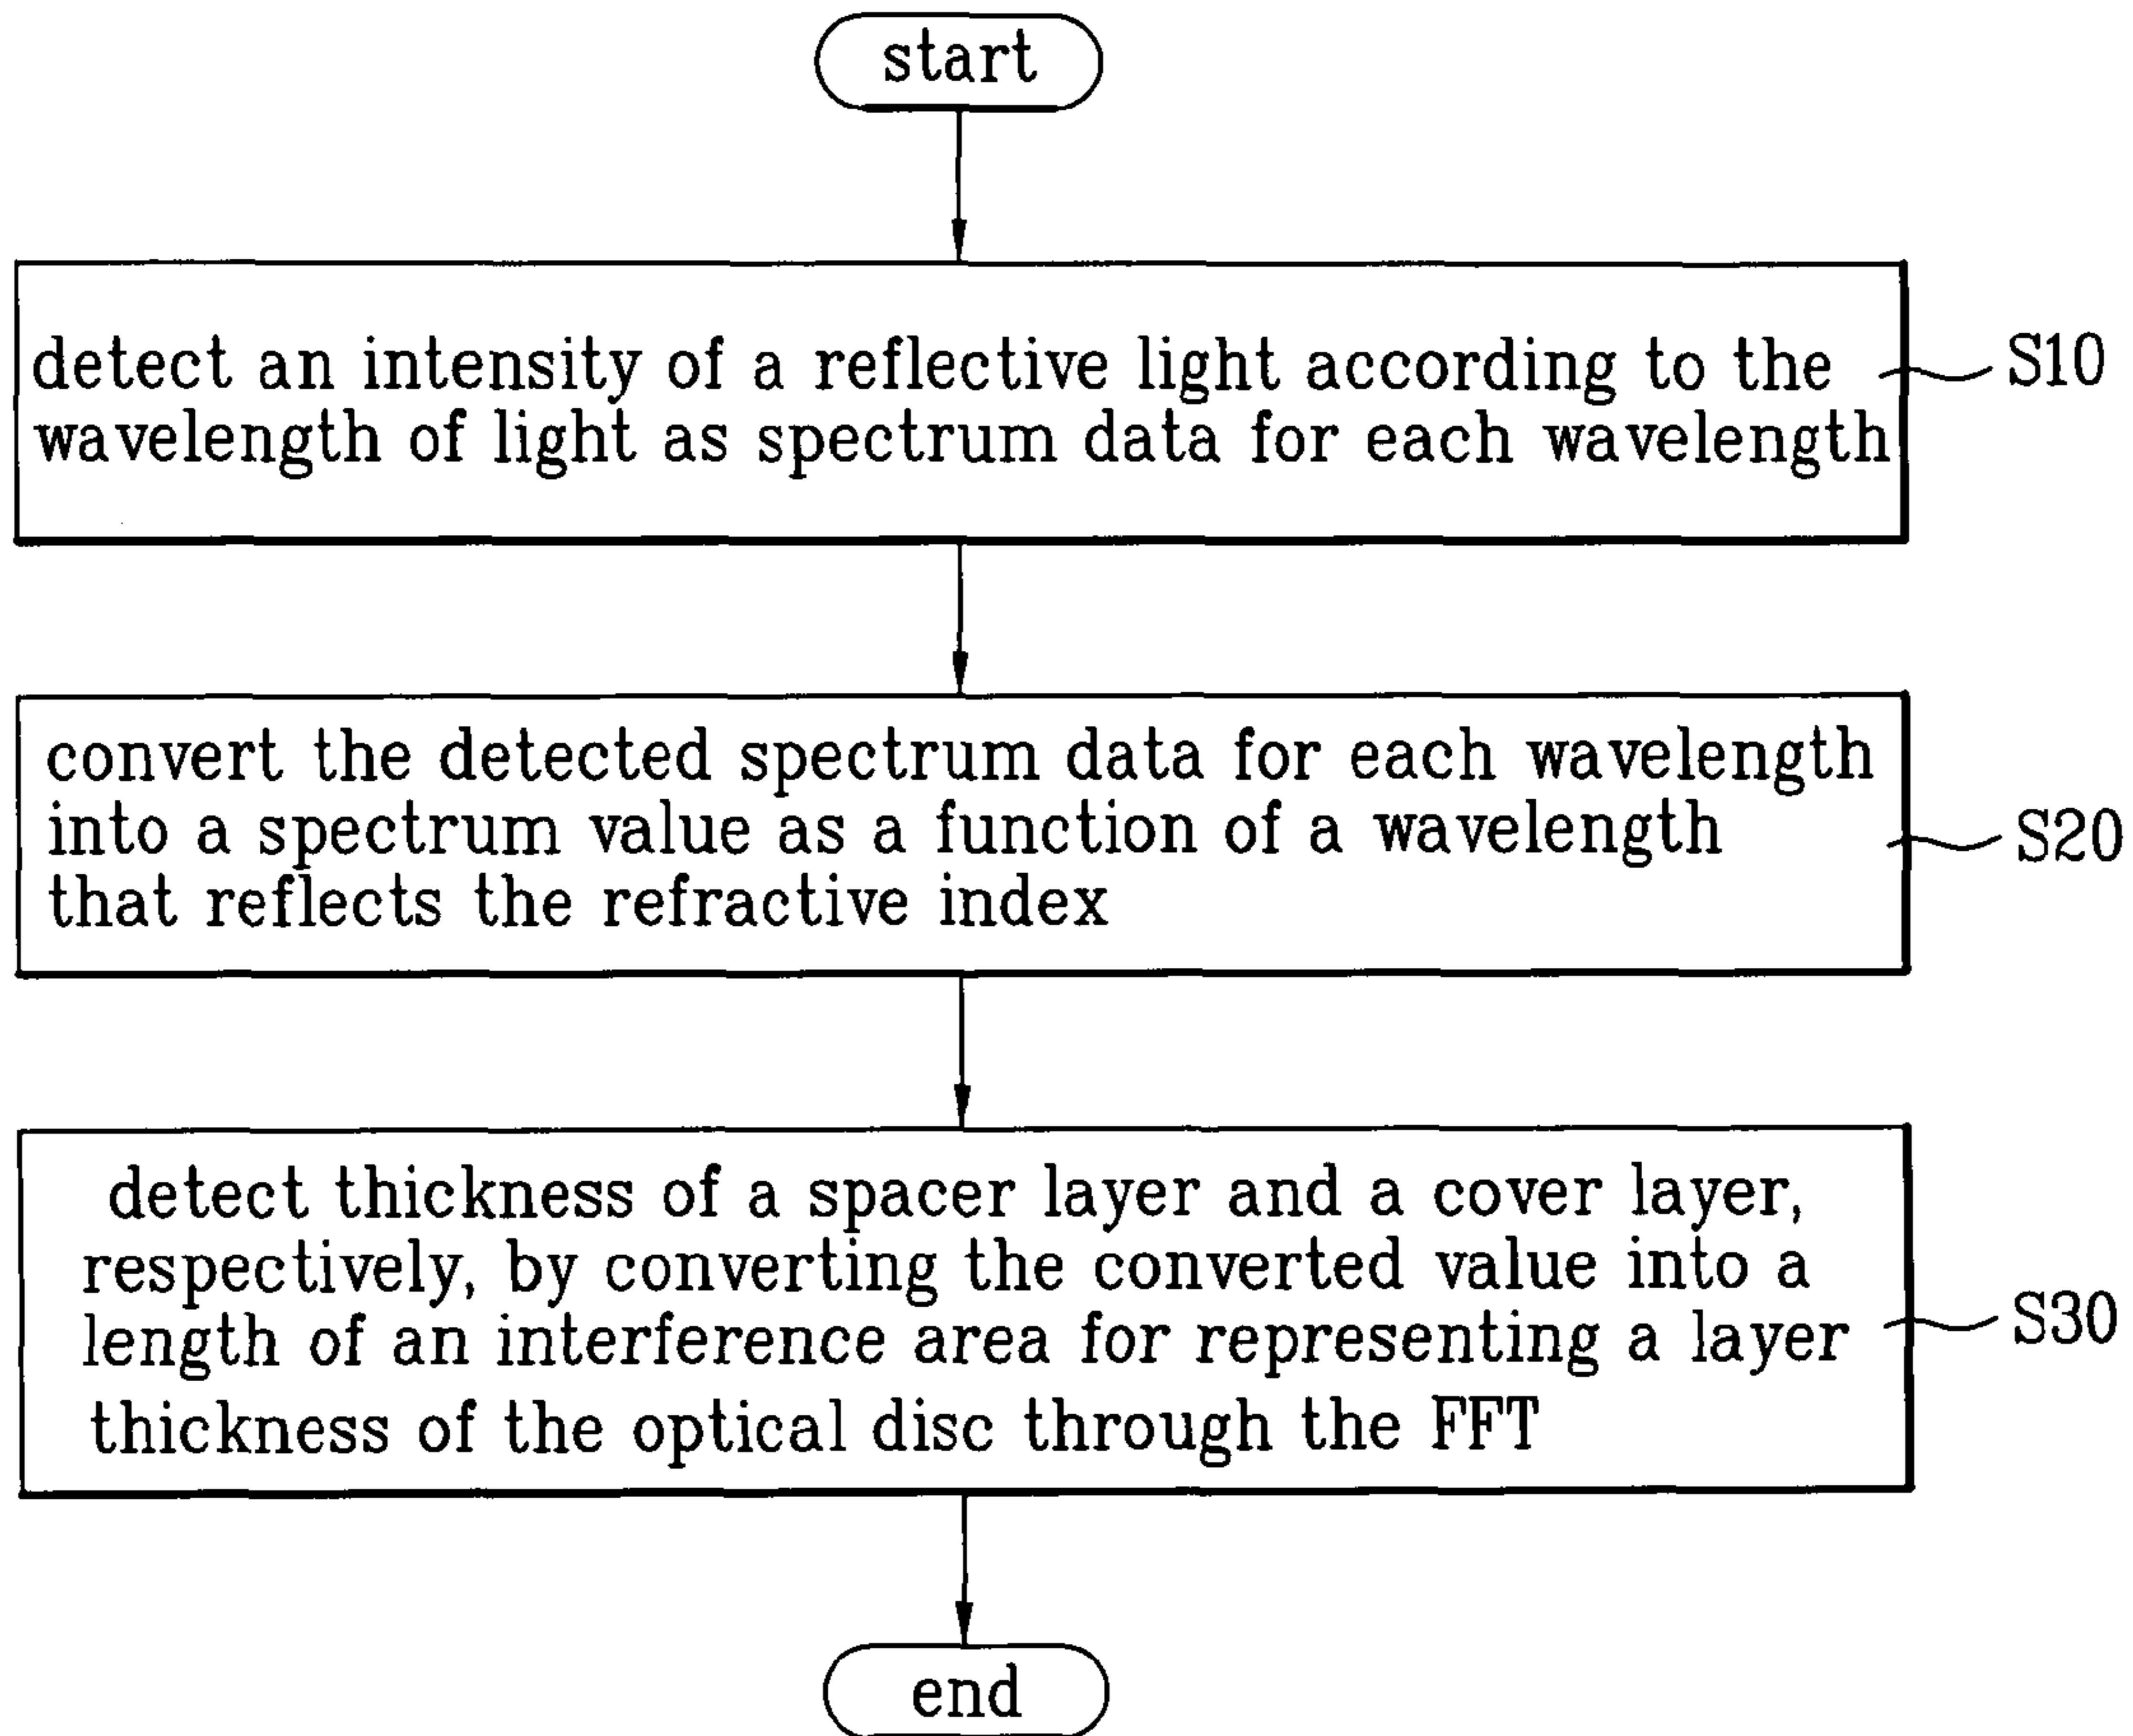 start
detect an intensity of a reflective light according to the
wavelength of light as spectrum data for each wavelength
S10
convert the detected spectrum data for each wavelength
into a spectrum value as a function of a wavelength
that reflects the refractive index
S20
detect thickness of a spacer layer and a cover layer,
respectively, by converting the converted value into a
length of an interference area for representing a layer
thickness of the optical disc through the FFT
S30
end